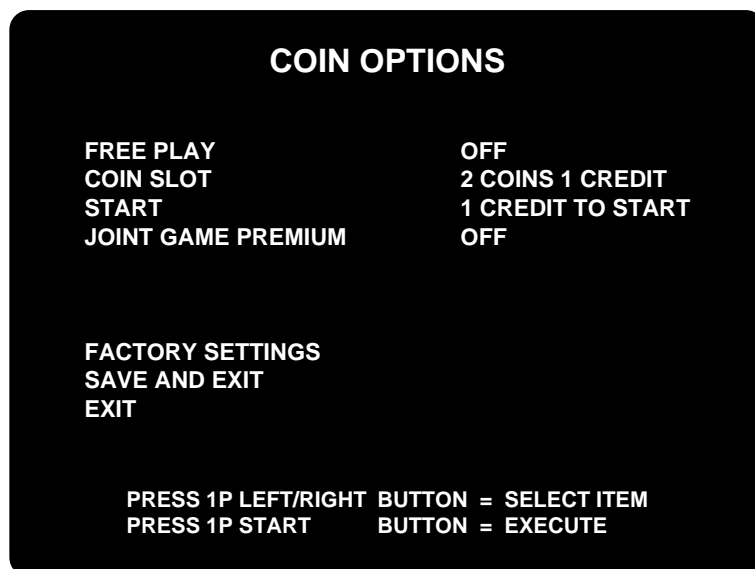 COIN OPTIONS
FREE PLAY OFF
COIN SLOT 2 COINS 1 CREDIT
START 1 CREDIT TO START
JOINT GAME PREMIUM OFF
FACTORY SETTINGS
SAVE AND EXIT
EXIT
PRESS 1P LEFT/RIGHT BUTTON = SELECT ITEM
PRESS 1P START BUTTON = EXECUTE